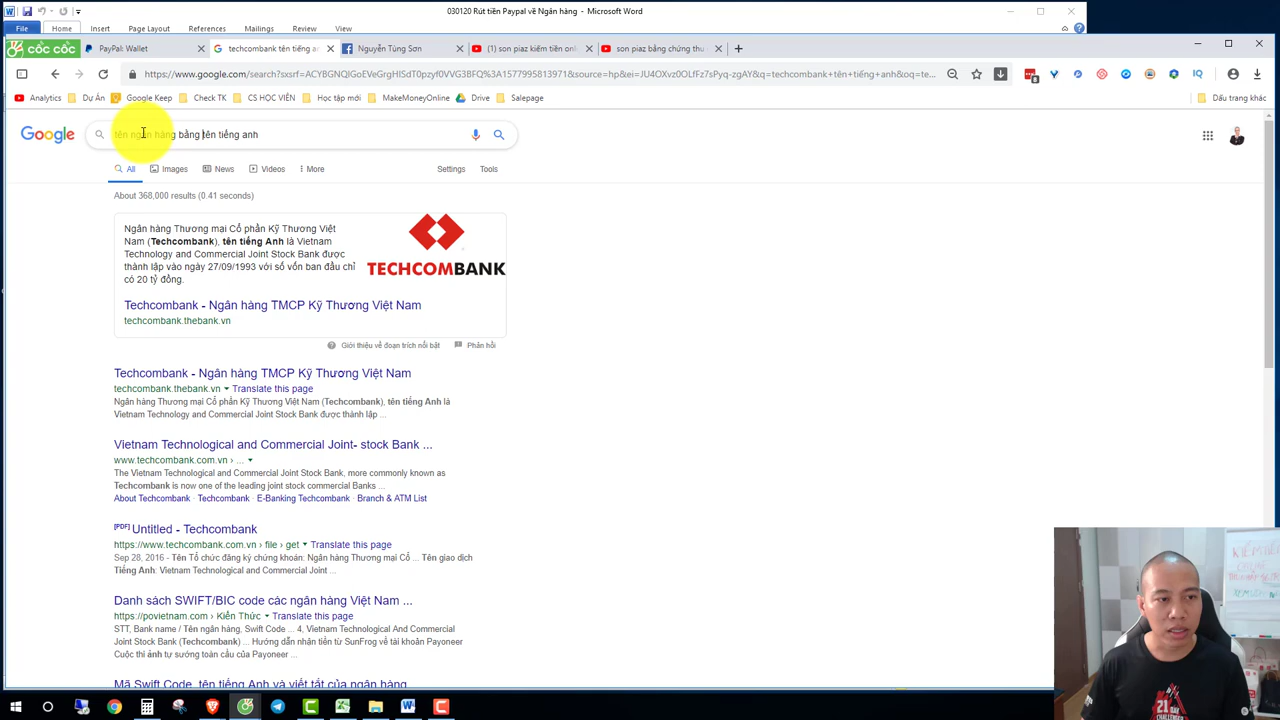 030120 Rút tiền Paypal về Ngân hàng - Microsoft Word
File Home Insert Page Layout References Mailings Review View
cốc cốc PayPal: Wallet techcombank tên tiếng a Nguyễn Tùng Sơn (1) son piaz kiếm tiền onl son piaz bằng chứng thu
https://www.google.com/search?
Analytics Dự Án Google Keep Check TK CS HỌC VIÊN Học tập mới MakeMoneyOnline Drive Salepage Dấu trang khác
Google tên ngân hàng bằng tên tiếng anh
All Images News Videos More Settings Tools
About 368,000 results (0.41 seconds)
Ngân hàng Thương mại Cổ phần Kỹ Thương Việt
Nam (Techcombank), tên tiếng Anh là Vietnam
Technology and Commercial Joint Stock Bank được
thành lập vào ngày 27/09/1993 với số vốn ban đầu chỉ
có 20 tỷ đồng.
TECHCOMBANK
Techcombank - Ngân hàng TMCP Kỹ Thương Việt Nam
techcombank.thebank.vn
Giới thiệu về đoạn trích nổi bật Phản hồi
Techcombank - Ngân hàng TMCP Kỹ Thương Việt Nam
techcombank.thebank.vn Translate this page
Ngân hàng Thương mại Cổ phần Kỹ Thương Việt Nam (Techcombank), tên tiếng Anh là
Vietnam Technology and Commercial Joint Stock Bank được thành lập ...
Vietnam Technological and Commercial Joint- stock Bank ...
www.techcombank.com.vn › ...
The Vietnam Technological and Commercial Joint Stock Bank, more commonly known as
Techcombank is now one of the leading joint stock commercial Banks ...
About Techcombank · Techcombank · E-Banking Techcombank · Branch & ATM List
[PDF] Untitled - Techcombank
https://www.techcombank.com.vn › file › get Translate this page
Sep 28, 2016 - Tên Tổ chức đăng ký chứng khoán: Ngân hàng Thương mại Cổ ... Tên giao dịch
Tiếng Anh: Vietnam Technological and Commercial Joint ...
Danh sách SWIFT/BIC code các ngân hàng Việt Nam ...
https://povietnam.com › Kiến Thức Translate this page
STT, Bank name / Tên ngân hàng, Swift Code ... 4, Vietnam Technological And Commercial
Joint Stock Bank (Techcombank) ... Hướng dẫn nhận tiền từ SunFrog về tài khoản Payoneer
Cuộc thi ảnh tự sướng toàn cầu của Payoneer ...
Mã Swift Code, tên tiếng Anh và viết tắt của ngân hàng
21 DAY
CHALLENGE